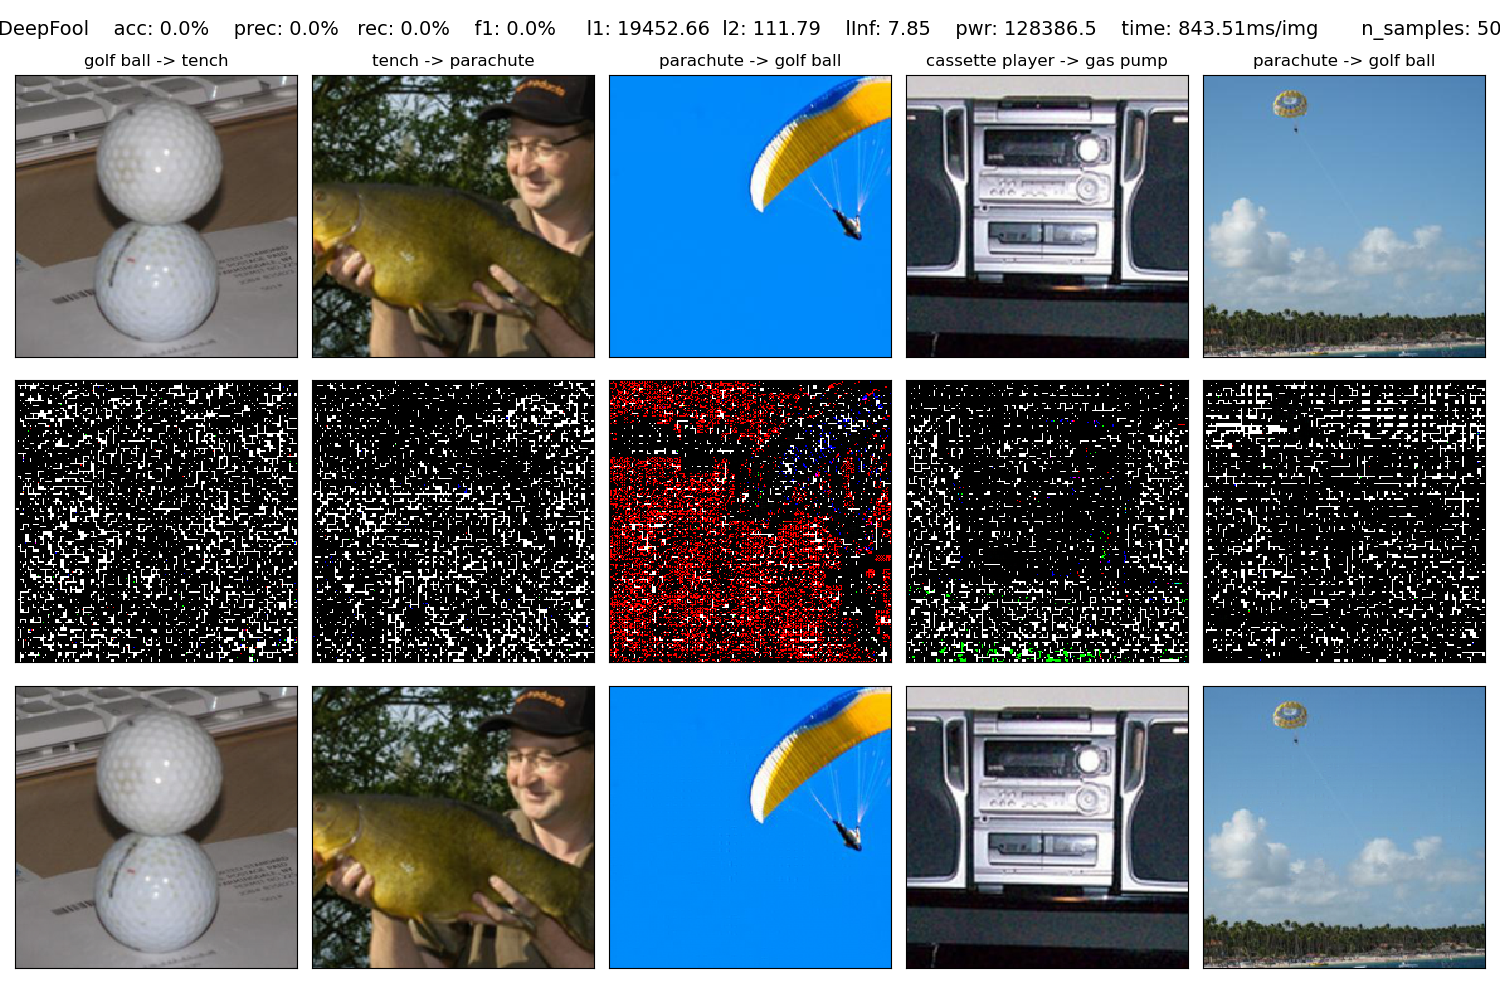 DeepFool acc: 0.0% prec: 0.0% rec: 0.0% f1: 0.0% l1: 19452.66 l2: 111.79 lInf: 7.85 pwr: 128386.5 time: 843.51ms/img n_samples: 50
golf ball -> tench
tench -> parachute
parachute -> golf ball
cassette player -> gas pump
parachute -> golf ball